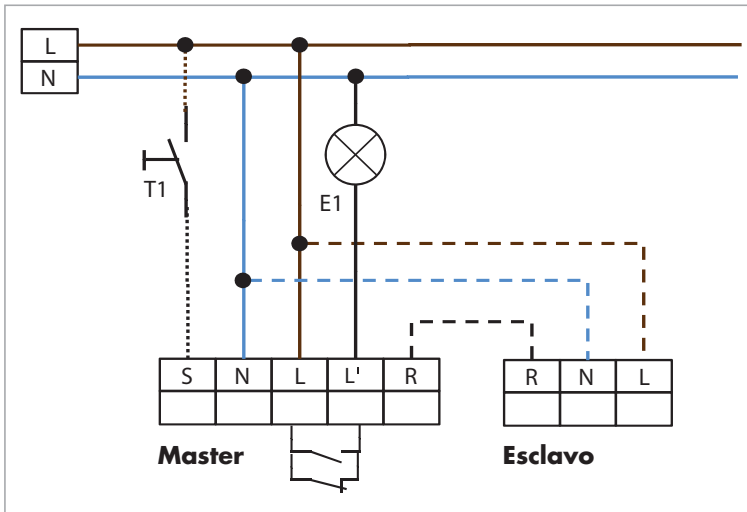 L
N
T1
E1
S N L L' R
R N L
Master
Esclavo